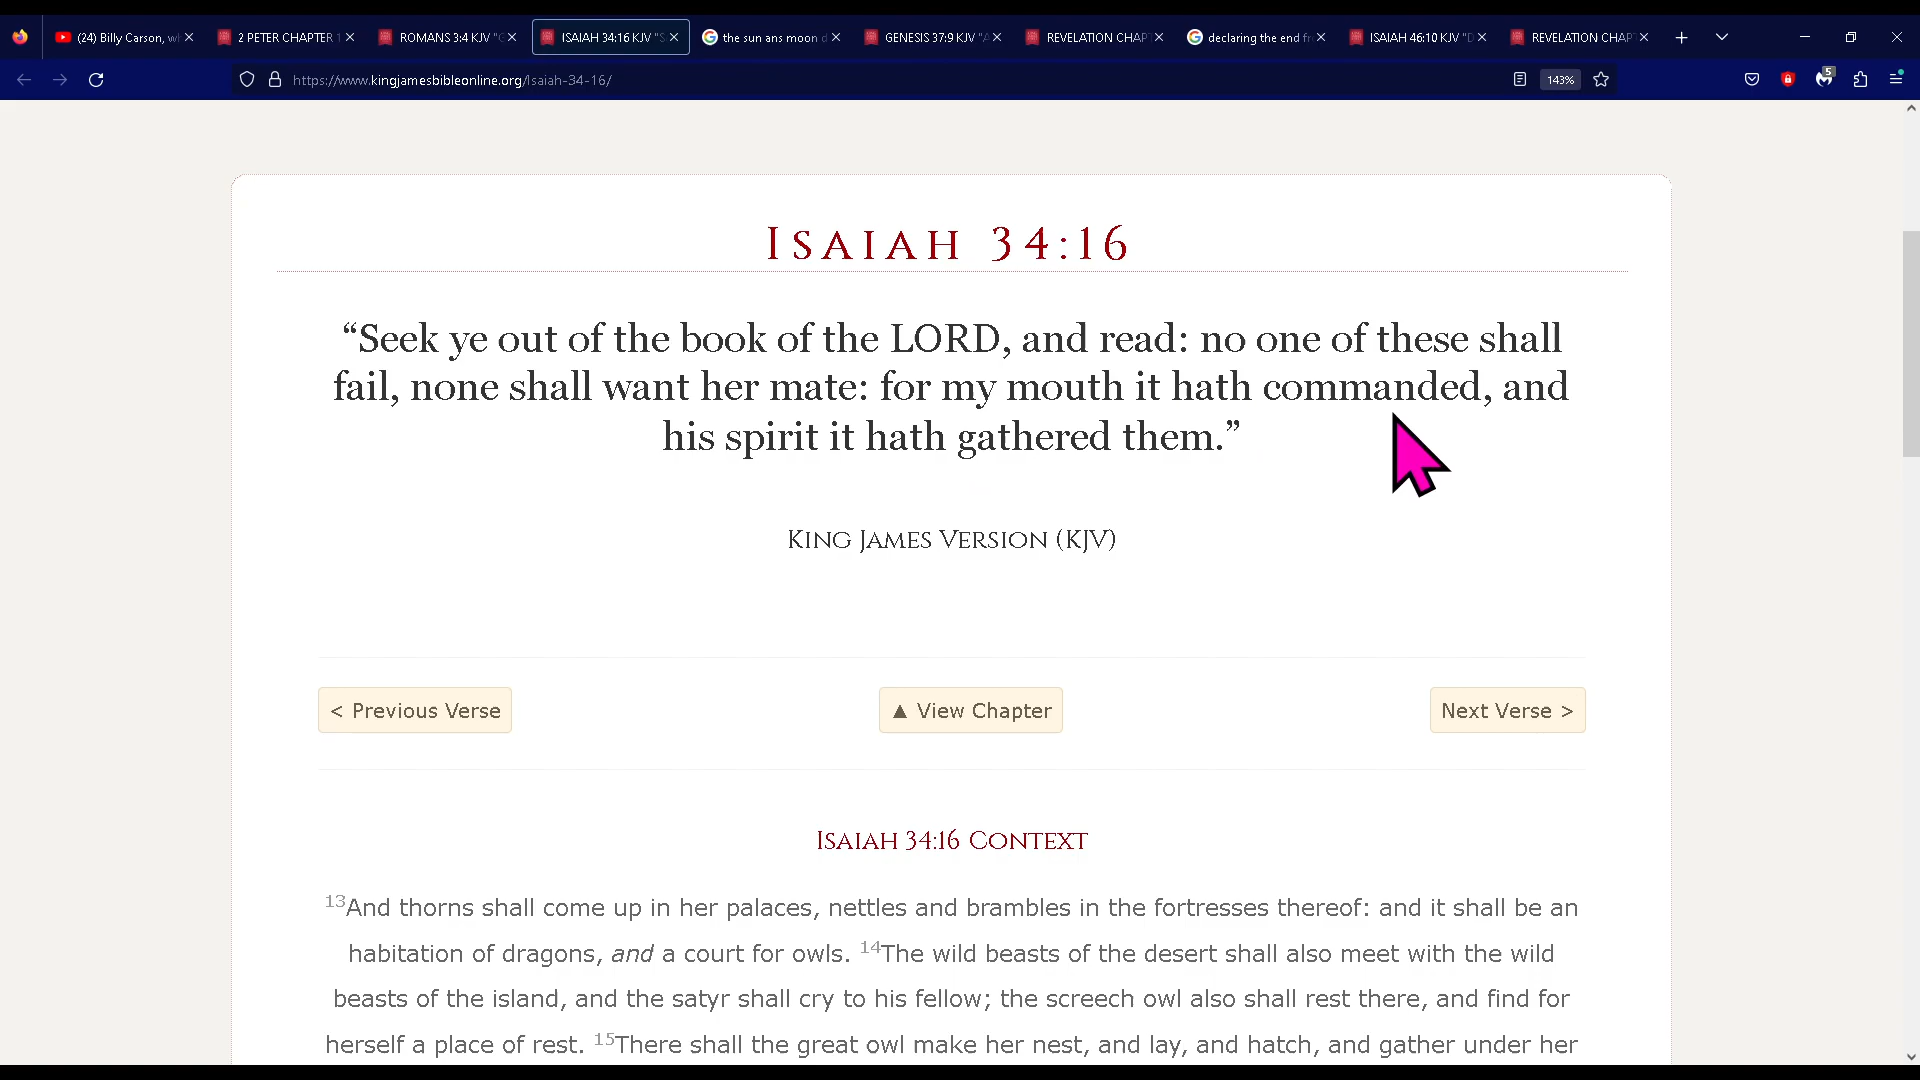 (24) Billy Carson, w
2 PETER CHAPTER 1
ROMANS 3:4 KJV "G
ISAIAH 34:16 KJV "S
the sun ans moon
GENESIS 37:9 KJV "A
REVELATION CHAP
declaring the end fr
ISAIAH 46:10 KJV "D
REVELATION CHAP
https://www.kingjamesbibleonline.org/Isaiah-34-16/
143%
5
ISAIAH 34:16
“Seek ye out of the book of the LORD, and read: no one of these shall
fail, none shall want her mate: for my mouth it hath commanded, and
his spirit it hath gathered them.”
KING JAMES VERSION (KJV)
< Previous Verse
▲ View Chapter
Next Verse >
ISAIAH 34:16 CONTEXT
13And thorns shall come up in her palaces, nettles and brambles in the fortresses thereof: and it shall be an
habitation of dragons, and a court for owls. 14The wild beasts of the desert shall also meet with the wild
beasts of the island, and the satyr shall cry to his fellow; the screech owl also shall rest there, and find for
herself a place of rest. 15There shall the great owl make her nest, and lay, and hatch, and gather under her